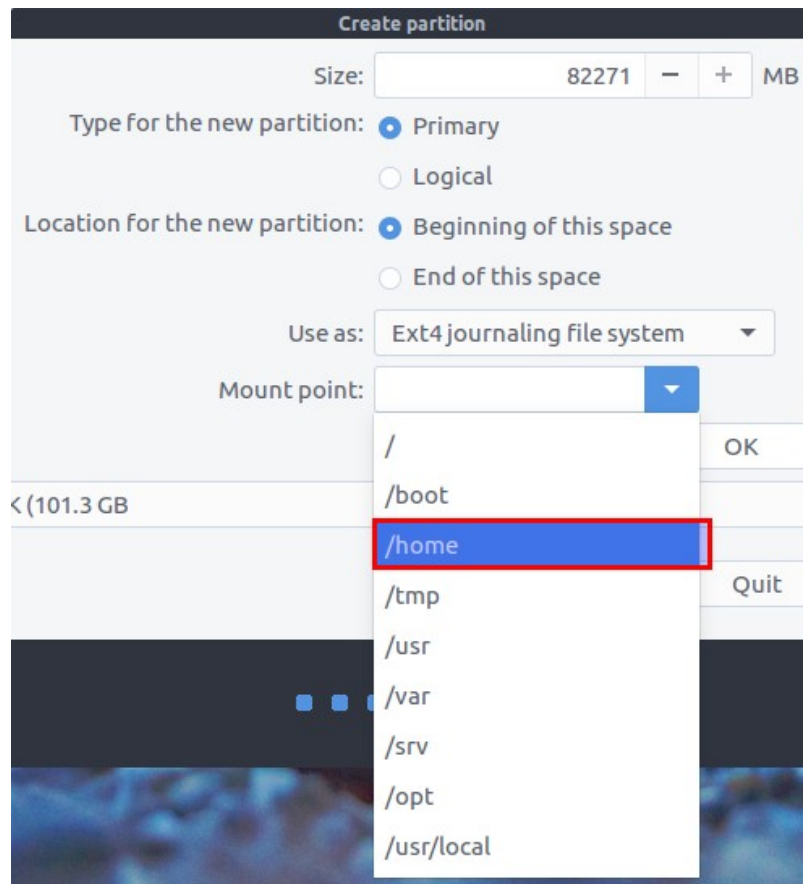 Create partition
Size: 82271 − + MB
Type for the new partition: Primary
Logical
Location for the new partition: Beginning of this space
End of this space
Use as: Ext4 journaling file system
Mount point:
/
OK
/boot
(101.3 GB
/home
/tmp
Quit
/usr
/var
/srv
/opt
/usr/local